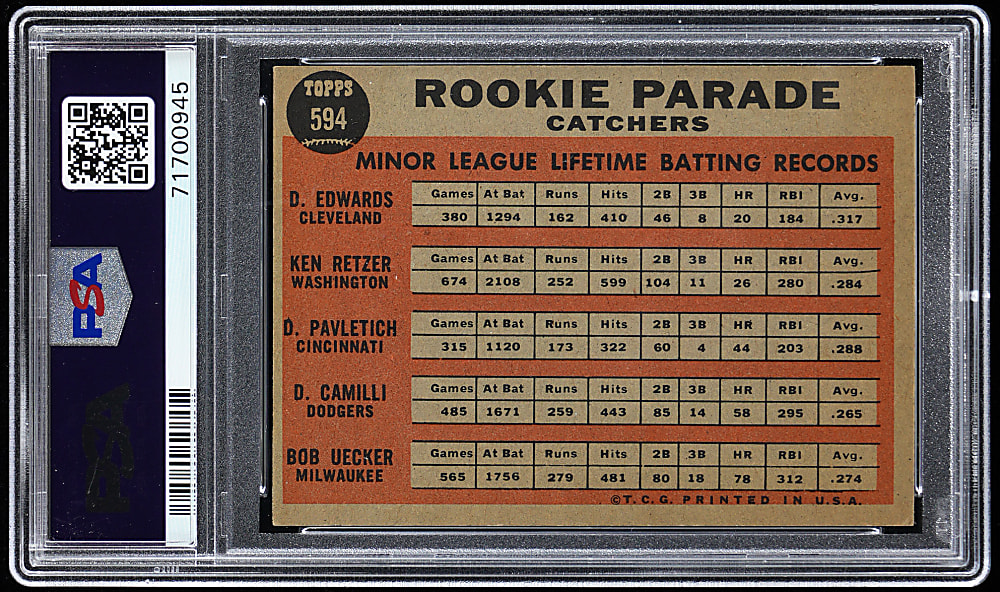 TOPPS
594
ROOKIE PARADE
CATCHERS
MINOR LEAGUE LIFETIME BATTING RECORDS
D. EDWARDS
CLEVELAND
Games At Bat Runs Hits 2B 3B HR RBI Avg.
380 1294 162 410 46 8 20 184 .317
KEN RETZER
WASHINGTON
Games At Bat Runs Hits 2B 3B HR RBI Avg.
674 2108 252 599 104 11 26 280 .284
D. PAVLETICH
CINCINNATI
Games At Bat Runs Hits 2B 3B HR RBI Avg.
315 1120 173 322 60 4 44 203 .288
D. CAMILLI
DODGERS
Games At Bat Runs Hits 2B 3B HR RBI Avg.
485 1671 259 443 85 14 58 295 .265
BOB UECKER
MILWAUKEE
Games At Bat Runs Hits 2B 3B HR RBI Avg.
565 1756 279 481 80 18 78 312 .274
©T.C.G. PRINTED IN U.S.A.
71700945
PSA
PSA